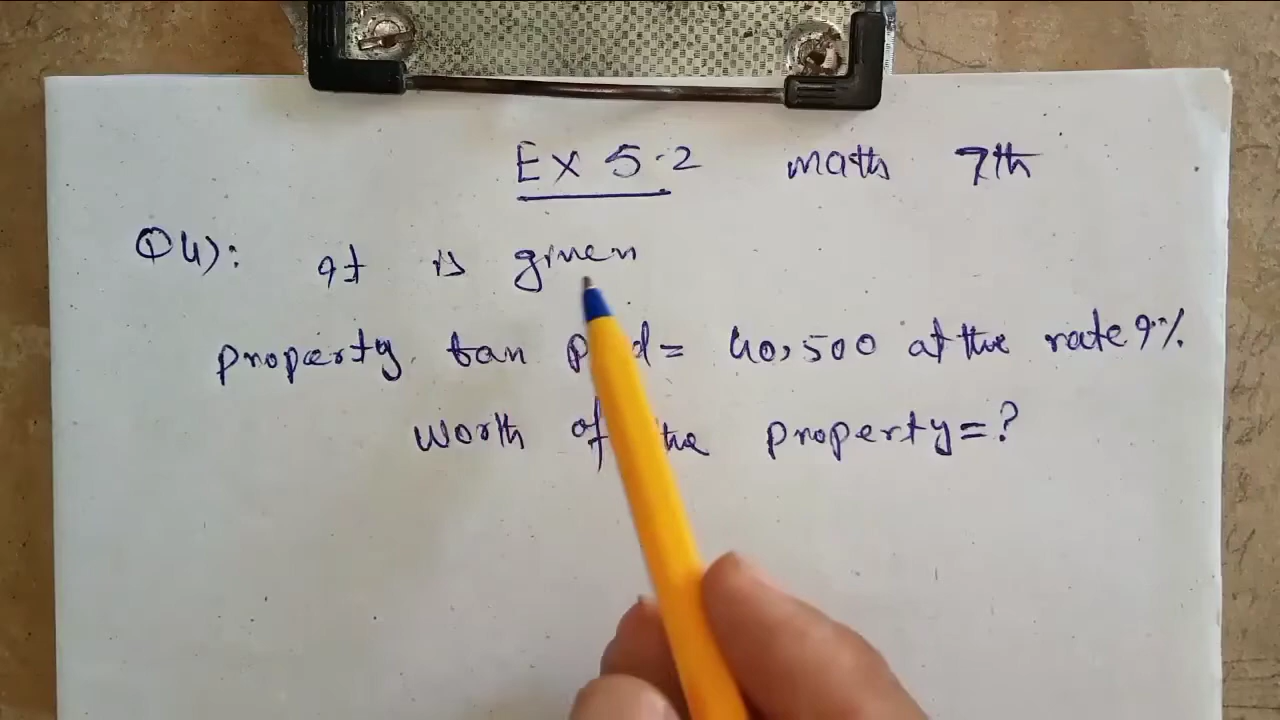 Ex 5.2 math 7th
Q4): It is given
property tax paid = 40,500 at the rate 9%
worth of the property = ?